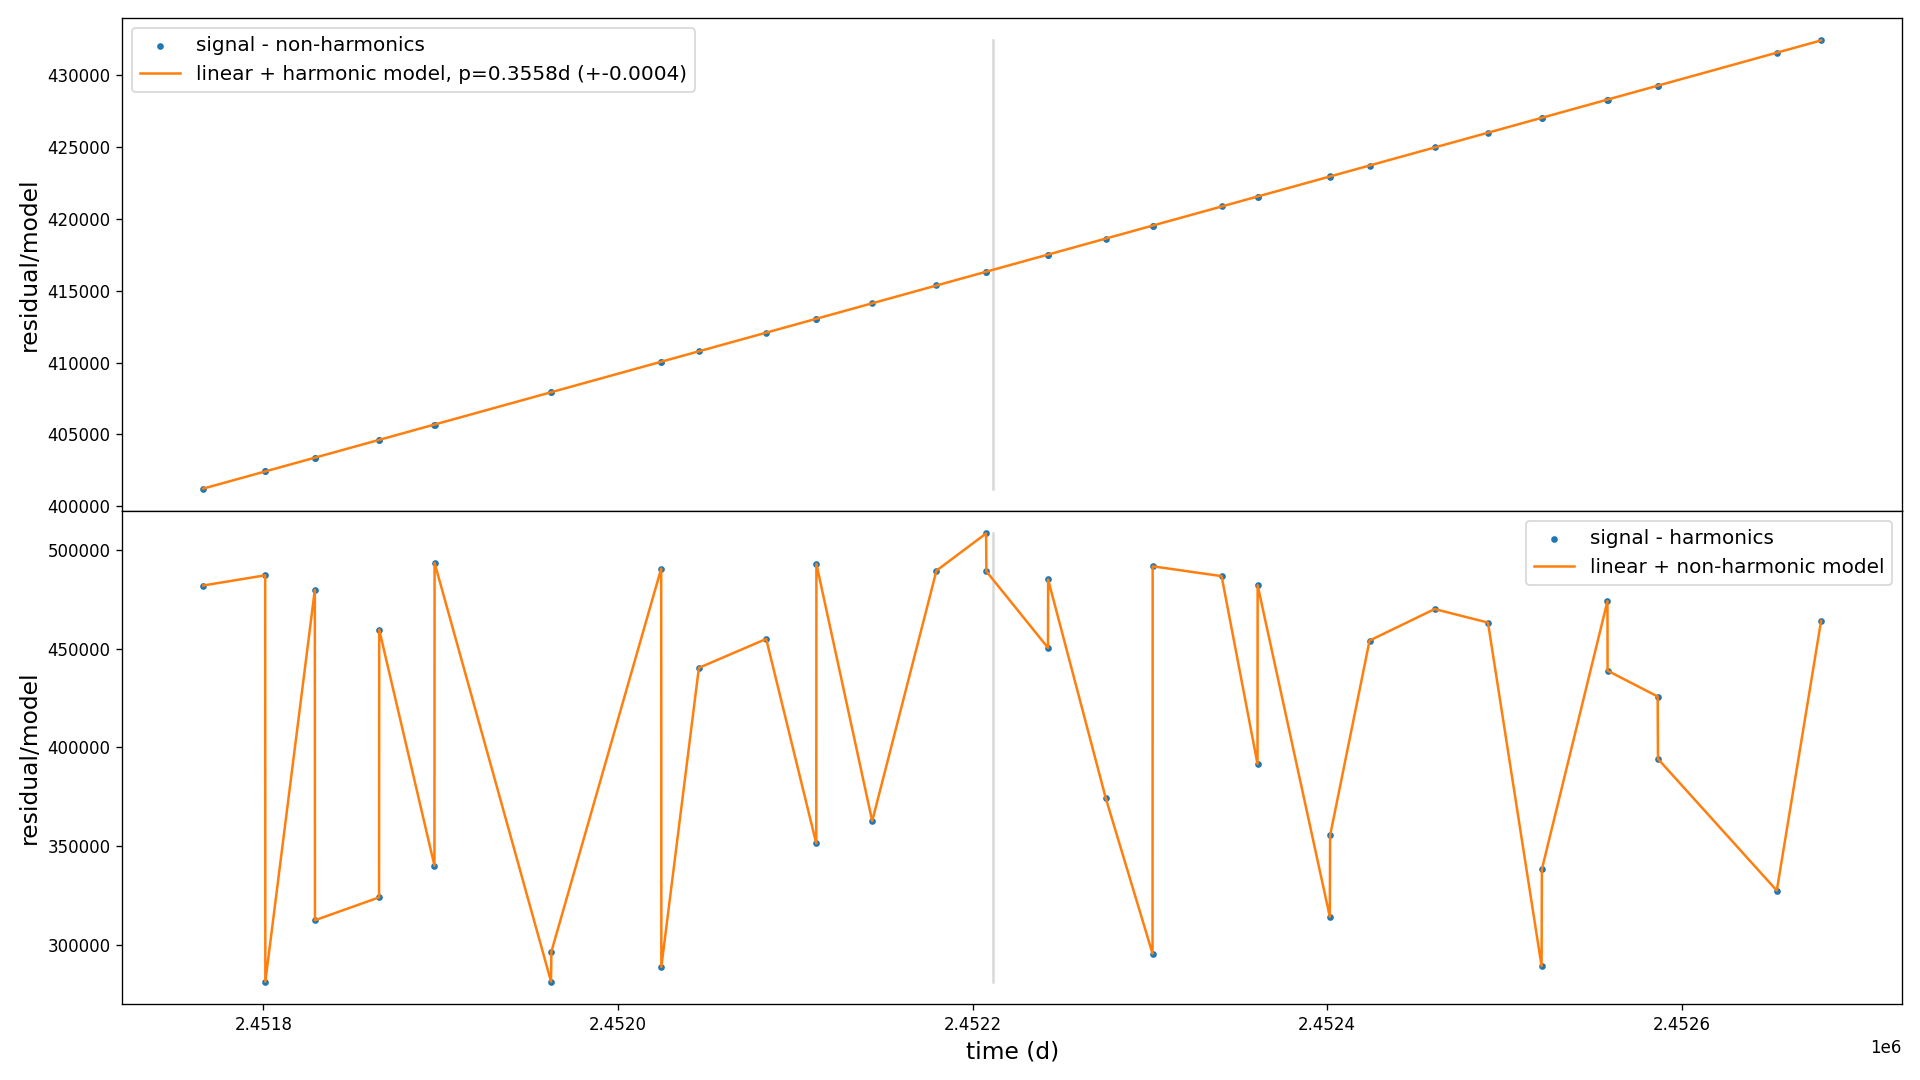 signal - non-harmonics
linear + harmonic model, p=0.3558d (+-0.0004)
430000
425000
420000
415000
410000
405000
400000
residual/model
signal - harmonics
linear + non-harmonic model
500000
450000
400000
350000
300000
residual/model
2.4518
2.4520
2.4522
2.4524
2.4526
time (d)
1e6